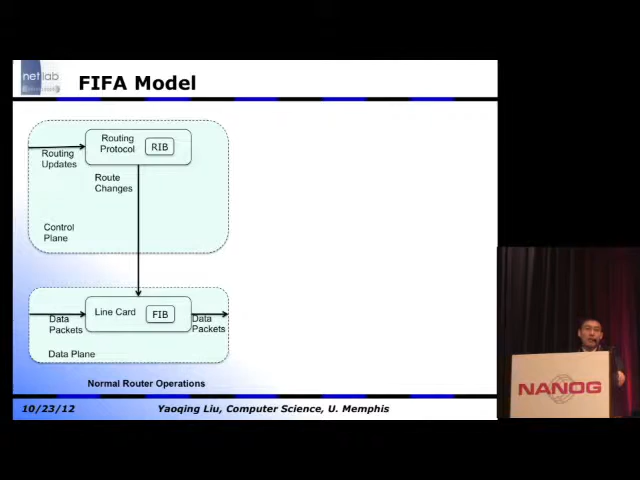 netlab
FIFA Model
Routing
Protocol
RIB
Routing
Updates
Route
Changes
Control
Plane
Line Card
FIB
Data
Packets
Data
Packets
Data Plane
Normal Router Operations
10/23/12
Yaoqing Liu, Computer Science, U. Memphis
NANOG